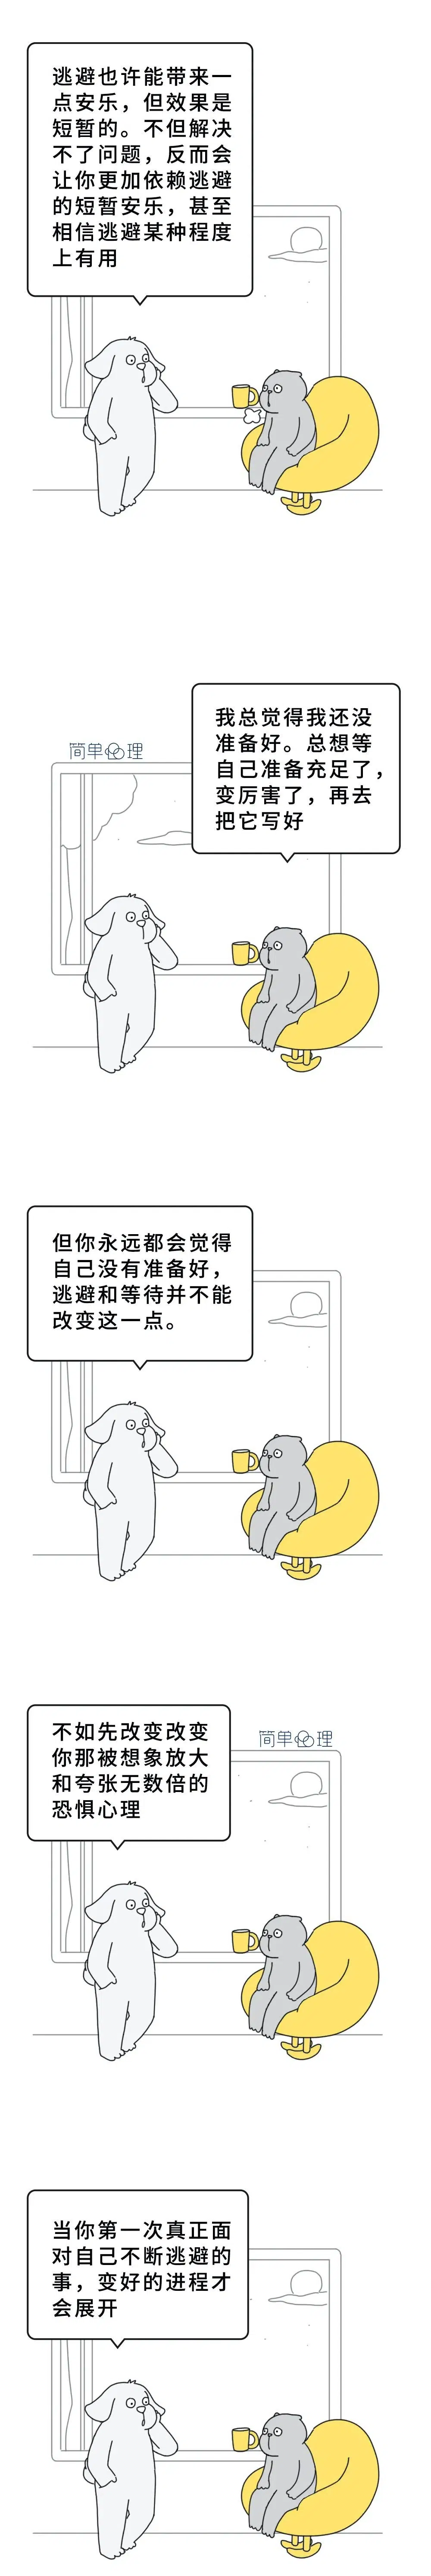 逃避也许能带来一
点安乐，但效果是
短暂的。不但解决
不了问题，反而会
让你更加依赖逃避
的短暂安乐，甚至
相信逃避某种程度
上有用
我总觉得我还没
准备好。总想等
自己准备充足了，
变厉害了，再去
把它写好
简单心理
但你永远都会觉得
自己没有准备好，
逃避和等待并不能
改变这一点。
不如先改变改变
你那被想象放大
和夸张无数倍的
恐惧心理
简单心理
当你第一次真正面
对自己不断逃避的
事，变好的进程才
会展开